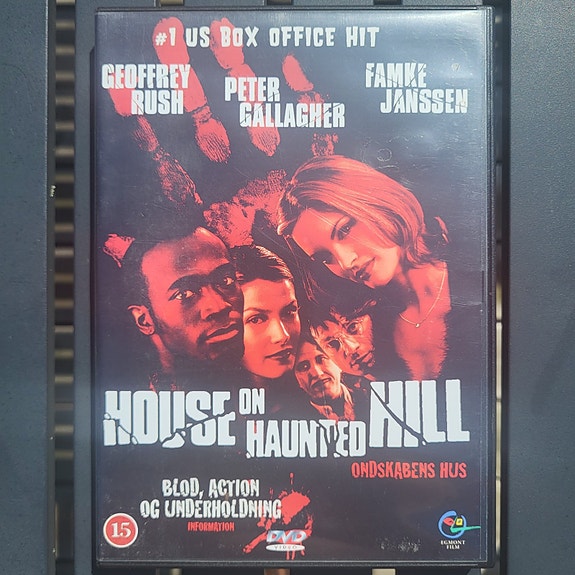 #1 US BOX OFFICE HIT
GEOFFREY RUSH
PETER GALLAGHER
FAMKE JANSSEN
HOUSE ON HAUNTED HILL
ONDSKABENS HUS
BLOD, ACTION
OG UNDERHOLDNING
INFORMATION
15
DVD
VIDEO
EGMONT
FILM